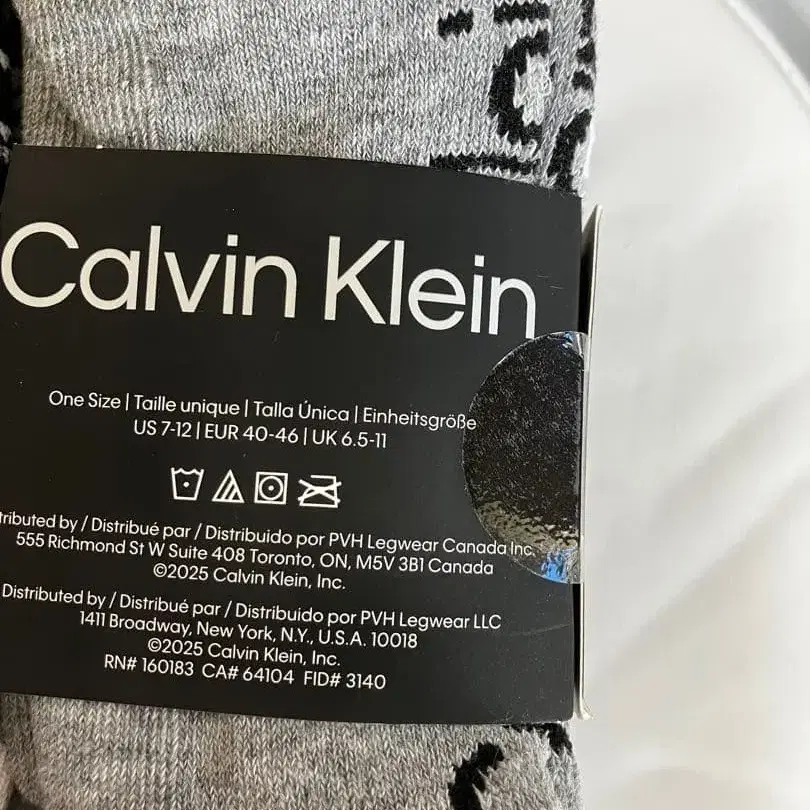 Calvin Klein
One Size | Taille unique | Talla Única | Einheitsgröße
US 7-12 | EUR 40-46 | UK 6.5-11
/ Distribué par / Distribuido por PVH Legwear Canada Inc.
555 Richmond St W Suite 408 Toronto, ON, M5V 3B1 Canada
©2025 Calvin Klein, Inc.
Distributed by / Distribué par / Distribuido por PVH Legwear LLC
1411 Broadway, New York, N.Y., U.S.A. 10018
©2025 Calvin Klein, Inc.
RN# 160183 CA# 64104 FID# 3140